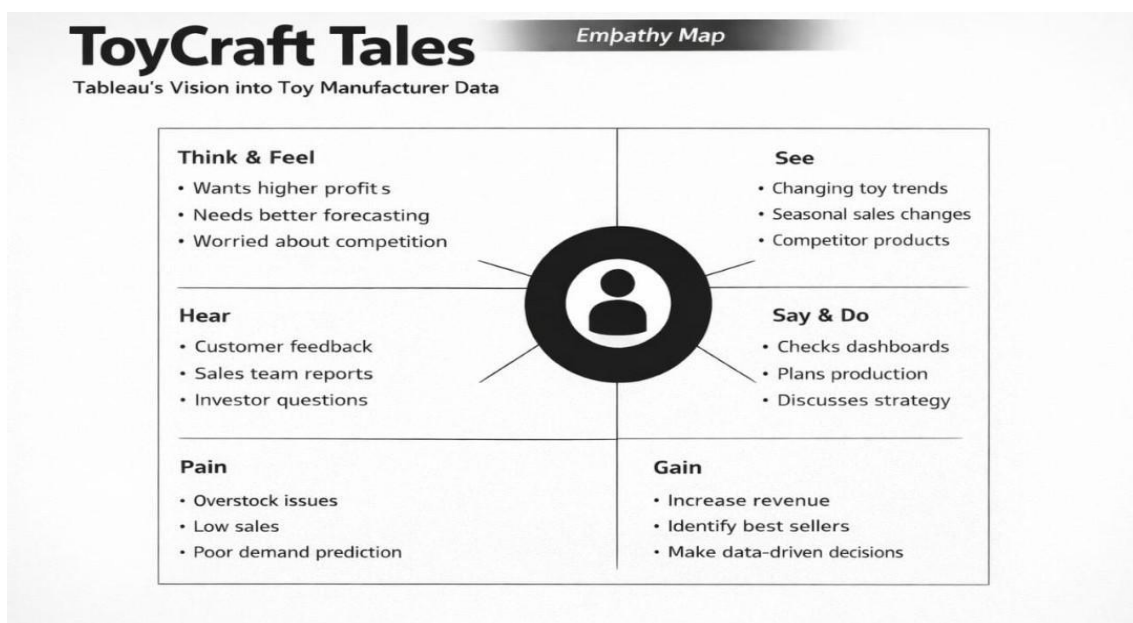 ToyCraft Tales
Empathy Map
Tableau's Vision into Toy Manufacturer Data
Think & Feel
• Wants higher profits
• Needs better forecasting
• Worried about competition
See
• Changing toy trends
• Seasonal sales changes
• Competitor products
Hear
• Customer feedback
• Sales team reports
• Investor questions
Say & Do
• Checks dashboards
• Plans production
• Discusses strategy
Pain
• Overstock issues
• Low sales
• Poor demand prediction
Gain
• Increase revenue
• Identify best sellers
• Make data-driven decisions